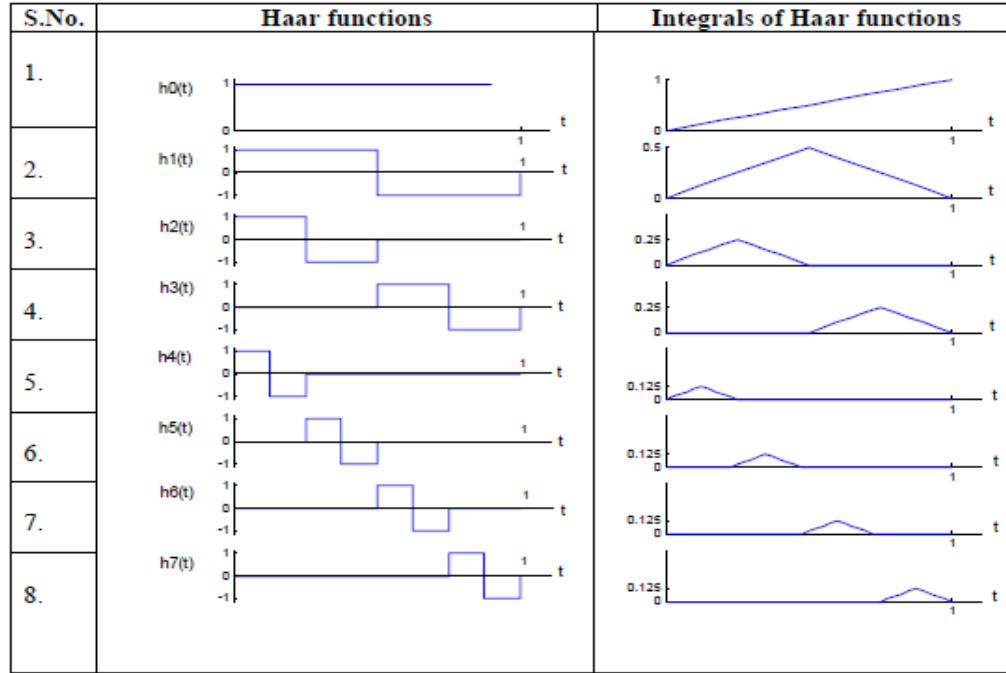 S.No. Haar functions Integrals of Haar functions
1.
h0(t) 1 0 1 t
1 0 1 t
2.
h1(t) 1 0 -1 1 t
0.5 0 1 t
3.
h2(t) 1 0 -1 1 t
0.25 0 1 t
4.
h3(t) 1 0 -1 1 t
0.25 0 1 t
5.
h4(t) 1 0 -1 1 t
0.125 0 1 t
6.
h5(t) 1 0 -1 1 t
0.125 0 1 t
7.
h6(t) 1 0 -1 1 t
0.125 0 1 t
8.
h7(t) 1 0 -1 1 t
0.125 0 1 t